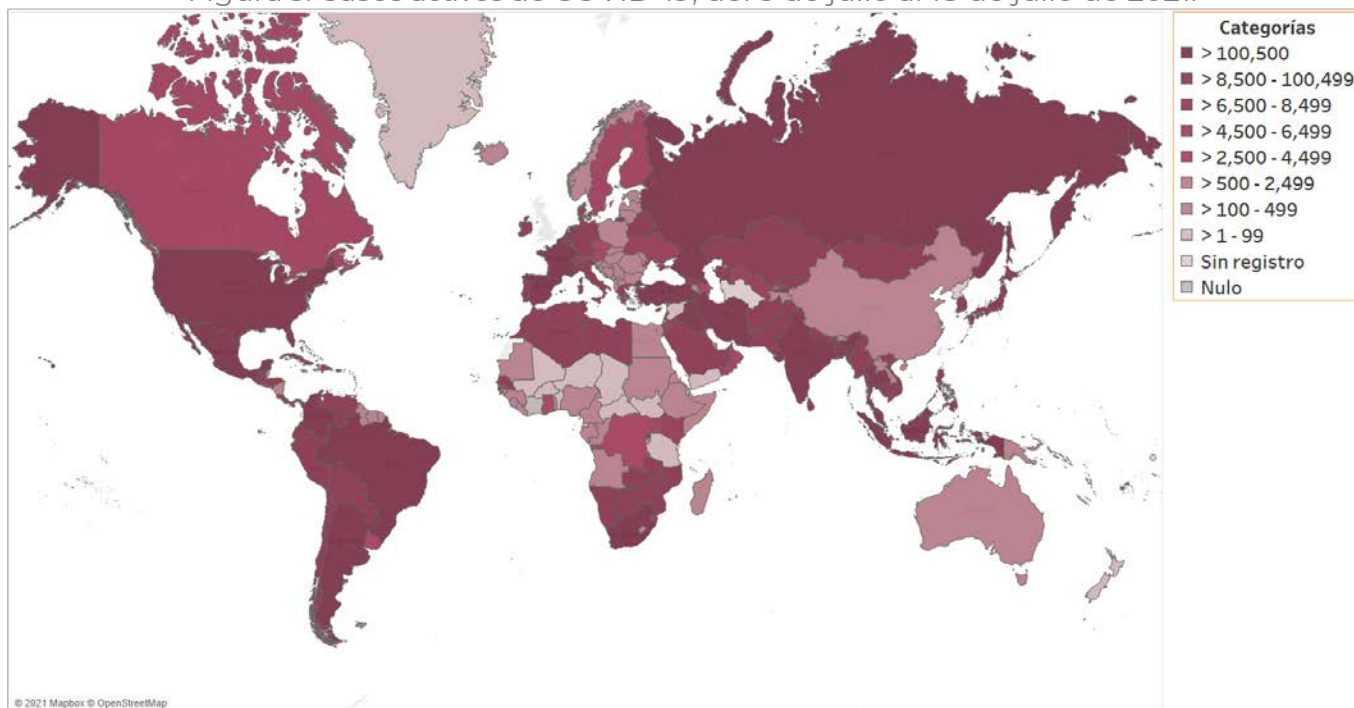 Categorías
> 100,500
> 8,500 - 100,499
> 6,500 - 8,499
> 4,500 - 6,499
> 2,500 - 4,499
> 500 - 2,499
> 100 - 499
> 1 - 99
Sin registro
Nulo
© 2021 Mapbox © OpenStreetMap